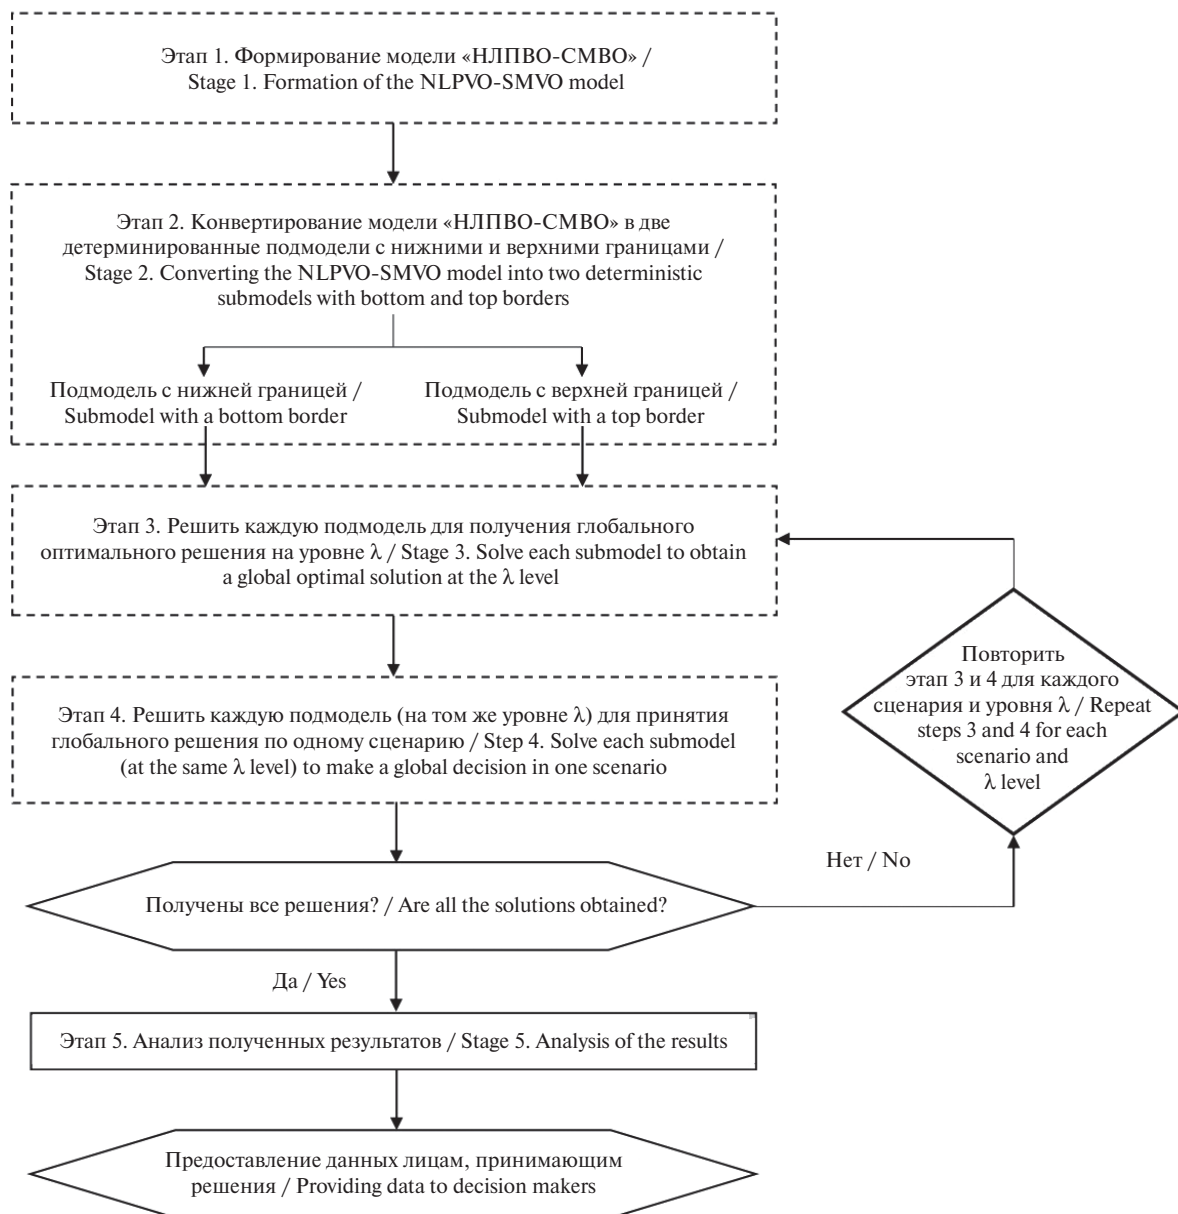 Этап 1. Формирование модели «НЛПВО-СМВО» /
Stage 1. Formation of the NLPVO-SMVO model
Этап 2. Конвертирование модели «НЛПВО-СМВО» в две
детерминированные подмодели с нижними и верхними границами /
Stage 2. Converting the NLPVO-SMVO model into two deterministic
submodels with bottom and top borders
Подмодель с нижней границей /
Submodel with a bottom border
Подмодель с верхней границей /
Submodel with a top border
Этап 3. Решить каждую подмодель для получения глобального
оптимального решения на уровне λ / Stage 3. Solve each submodel to obtain
a global optimal solution at the λ level
Повторить
этап 3 и 4 для каждого
сценария и уровня λ / Repeat
steps 3 and 4 for each
scenario and
λ level
Этап 4. Решить каждую подмодель (на том же уровне λ) для принятия
глобального решения по одному сценарию / Step 4. Solve each submodel
(at the same λ level) to make a global decision in one scenario
Нет / No
Получены все решения? / Are all the solutions obtained?
Да / Yes
Этап 5. Анализ полученных результатов / Stage 5. Analysis of the results
Предоставление данных лицам, принимающим
решения / Providing data to decision makers